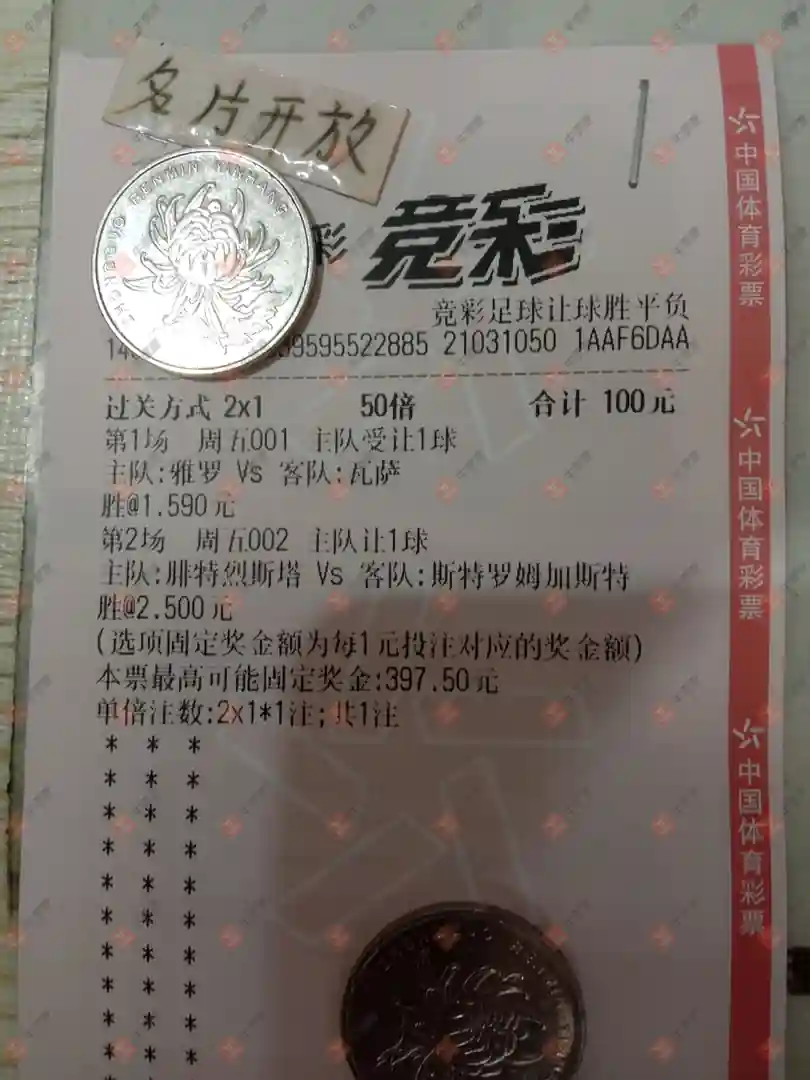 名片开放
ZHONGGUO RENMIN YINHANG
彩 竞彩
竞彩足球让球胜平负
9595522885 21031050 1AAF6DAA
过关方式 2x1 50倍 合计 100元
第1场 周五001 主队受让1球
主队:雅罗 Vs 客队:瓦萨
胜@1.590元
第2场 周五002 主队让1球
主队:腓特烈斯塔 Vs 客队:斯特罗姆加斯特
胜@2.500元
(选项固定奖金额为每1元投注对应的奖金额)
本票最高可能固定奖金:397.50元
单倍注数:2x1*1注;共1注
* * *
* * *
* * *
* * *
* * *
* * *
* * *
* * *
* * *
* * *
中国体育彩票
中国体育彩票
中国体育彩票